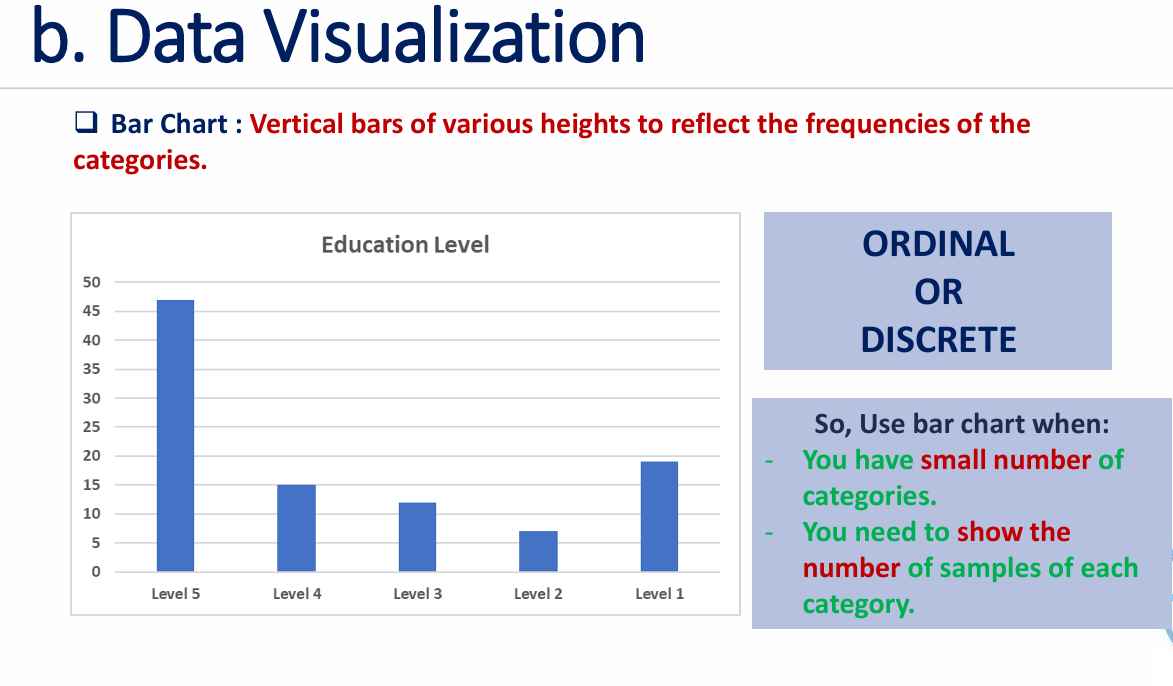 b. Data Visualization
❑ Bar Chart : Vertical bars of various heights to reflect the frequencies of the
categories.
Education Level
50
45
40
35
30
25
20
15
10
5
0
Level 5 Level 4 Level 3 Level 2 Level 1
ORDINAL
OR
DISCRETE
So, Use bar chart when:
- You have small number of
categories.
- You need to show the
number of samples of each
category.